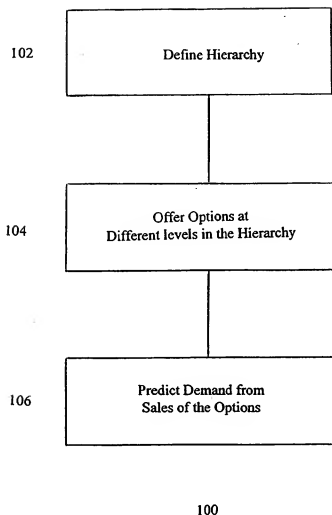 102
Define Hierarchy
104
Offer Options at
Different levels in the Hierarchy
106
Predict Demand from
Sales of the Options
100